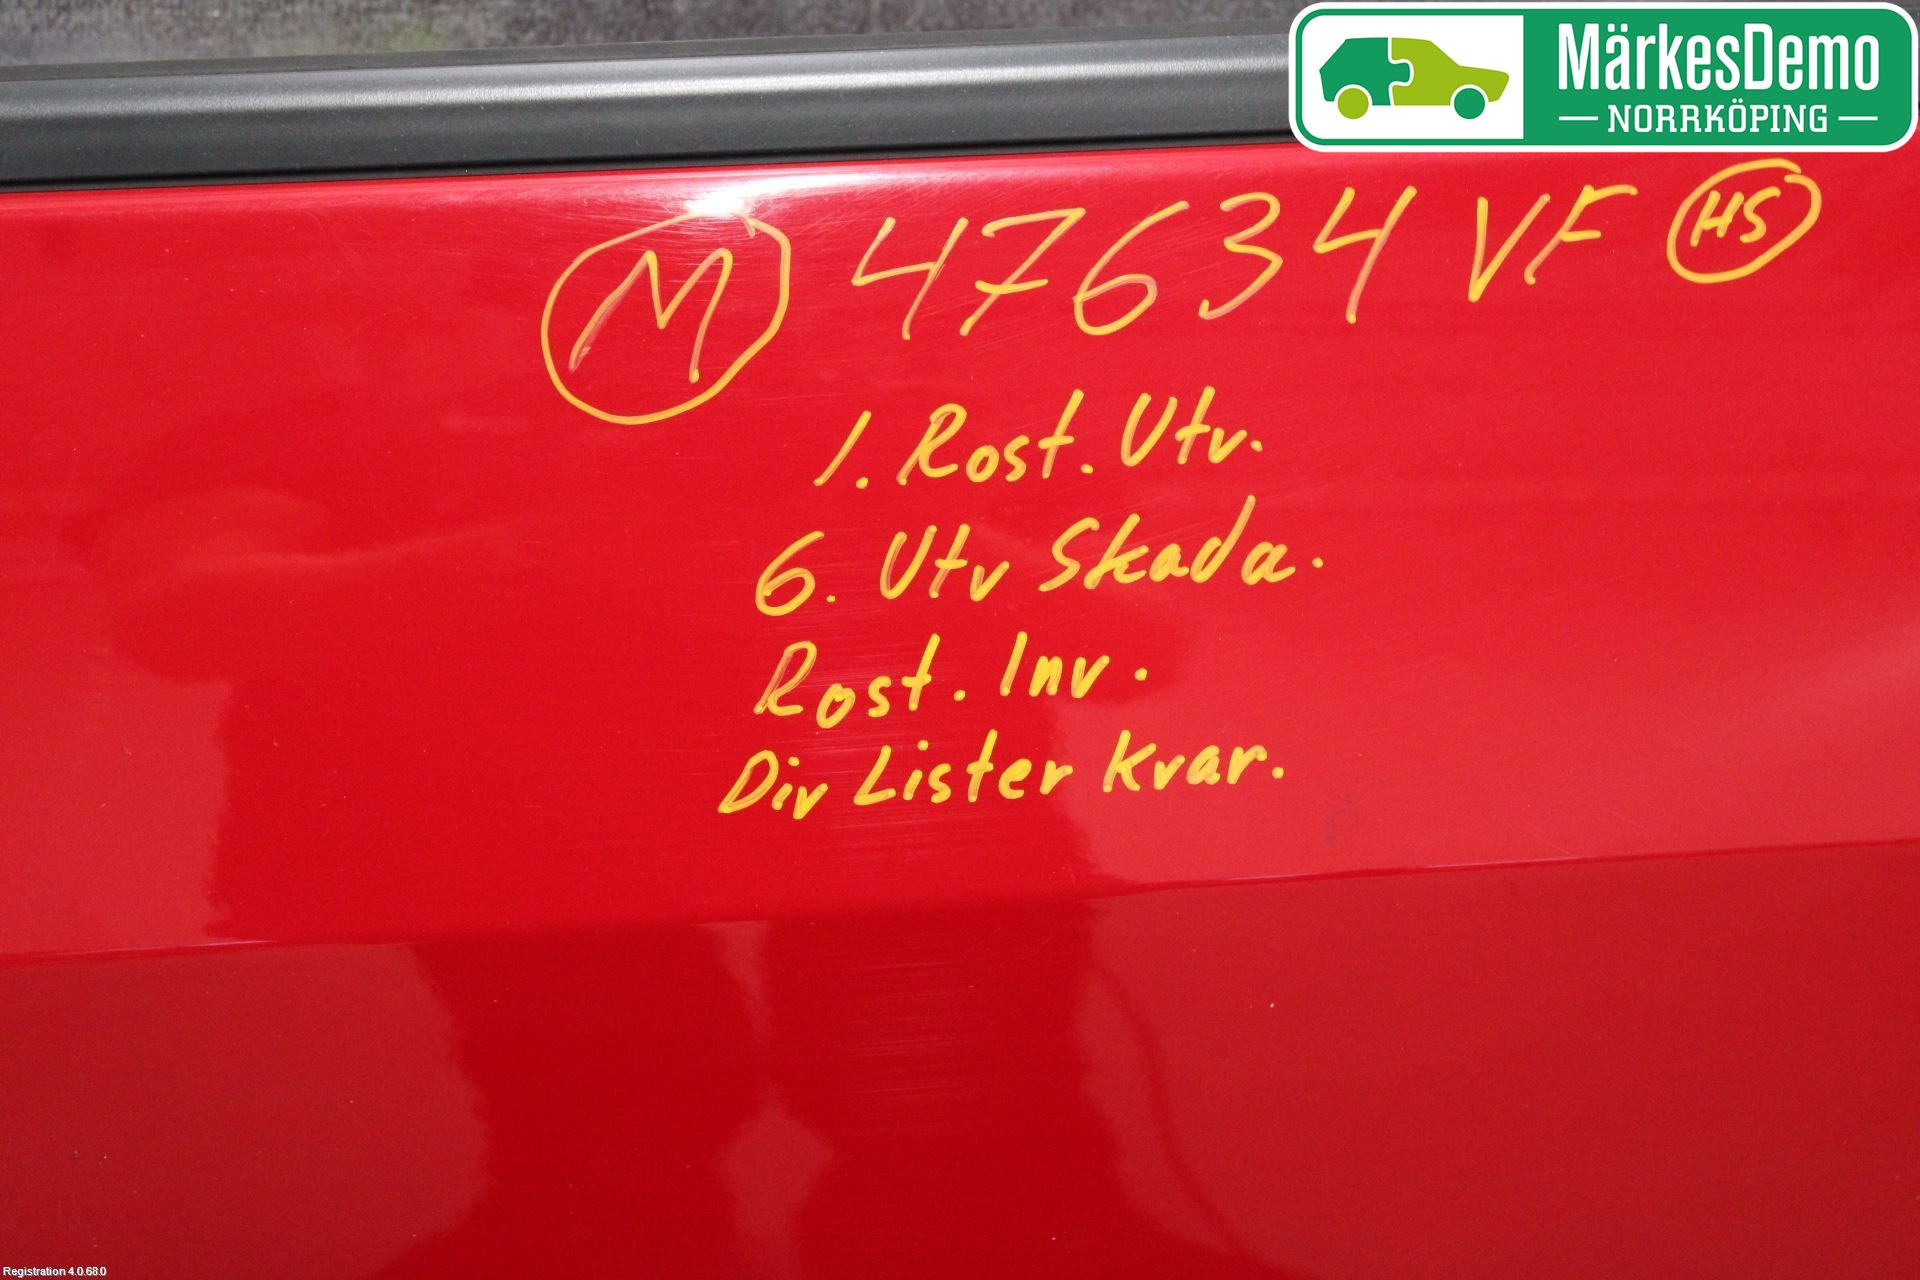 MärkesDemo
NORRKÖPING
M 47634 VF HS
1. Rost. Utv.
6. Utv Skada.
Rost. Inv.
Div Lister kvar.
Registration 4.0.68.0